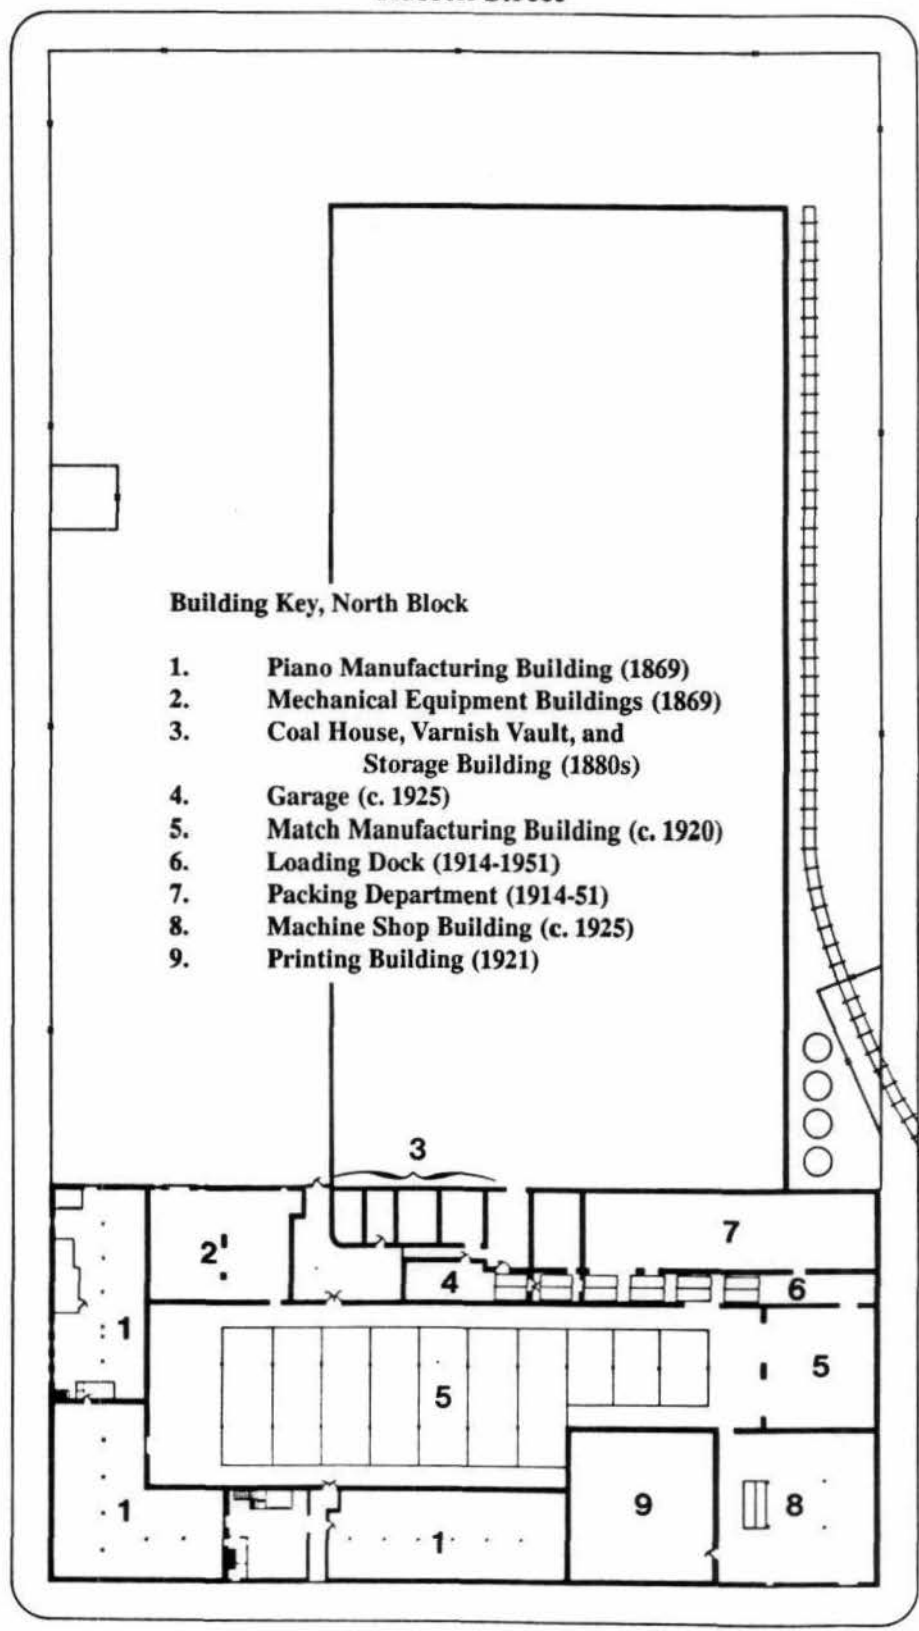 Building Key, North Block
1. Piano Manufacturing Building (1869)
2. Mechanical Equipment Buildings (1869)
3. Coal House, Varnish Vault, and
Storage Building (1880s)
4. Garage (c. 1925)
5. Match Manufacturing Building (c. 1920)
6. Loading Dock (1914-1951)
7. Packing Department (1914-51)
8. Machine Shop Building (c. 1925)
9. Printing Building (1921)
3
7
2
4
6
1
5
5
1
9
8
1